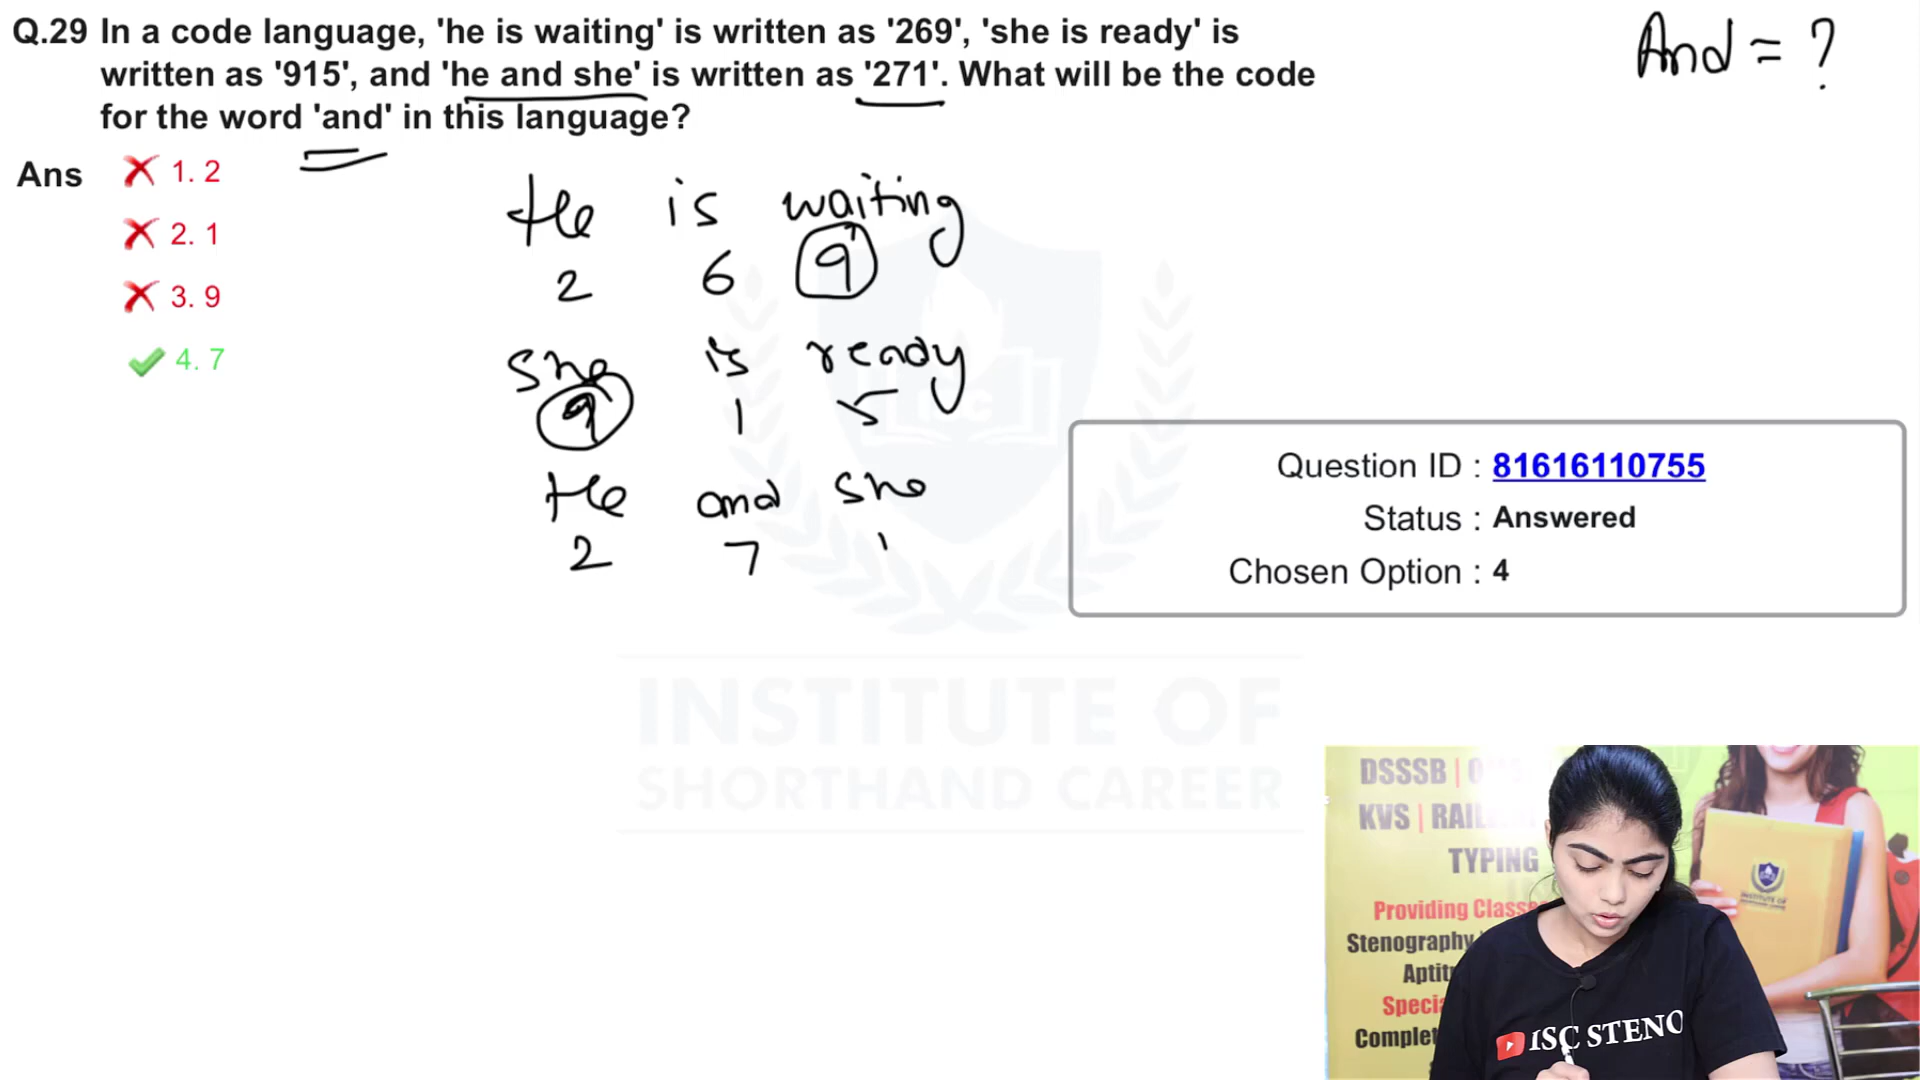 Q.29 In a code language, 'he is waiting' is written as '269', 'she is ready' is
written as '915', and 'he and she' is written as '271'. What will be the code
for the word 'and' in this language?
And = ?
Ans
1. 2
2. 1
3. 9
4. 7
He is waiting
2 6 9
she is ready
9 1 5
He and she
2 7 1
Question ID : 81616110755
Status : Answered
Chosen Option : 4
INSTITUTE OF
SHORTHAND CAREER
DSSSB |
KVS | RAIL
TYPING
Providing
Stenography
INSTITUTE OF
ISC STENO